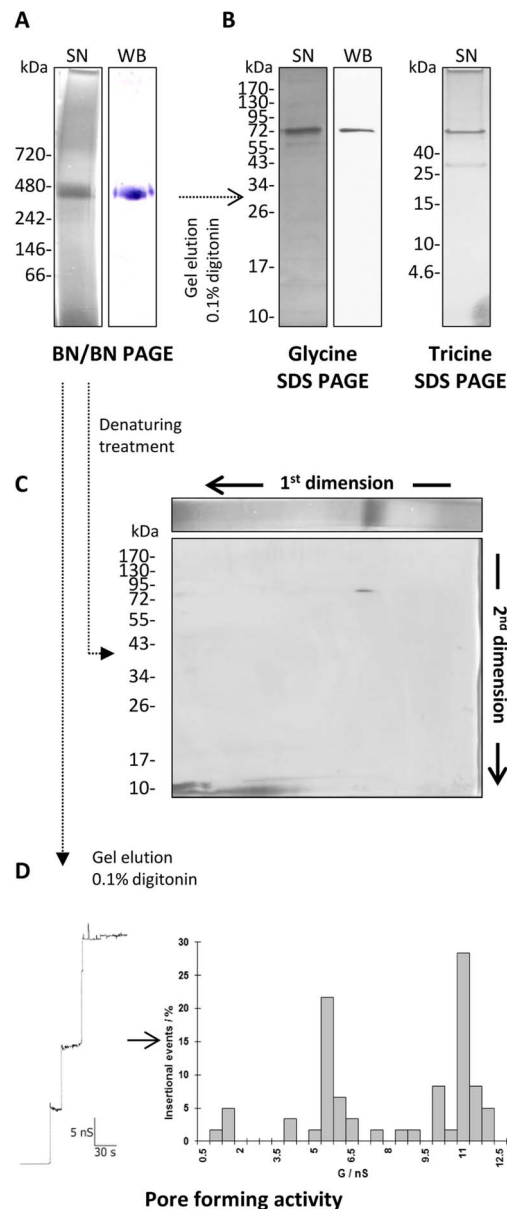 A
SN WB
kDa
720-
480-
242-
146-
66-
BN/BN PAGE
Gel elution
0.1% digitonin
B
SN WB
kDa
170-
130-
95-
72-
55-
43-
34-
26-
17-
10-
Glycine
SDS PAGE
SN
40-
25-
15-
10-
4.6-
Tricine
SDS PAGE
Denaturing
treatment
C
1st dimension
kDa
170-
130-
95-
72-
55-
43-
34-
26-
17-
10-
2nd dimension
Gel elution
0.1% digitonin
D
5 nS
30 s
Insertional events / %
35
30
25
20
15
10
5
0
0.5 2 3.5 5 6.5 8 9.5 11 12.5
G / nS
Pore forming activity